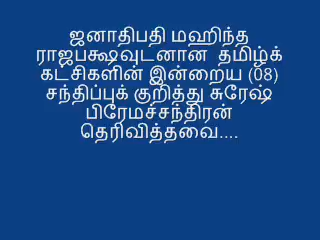 ஜனாதிபதி மஹிந்த
ராஜபக்ஷவுடனான தமிழ்க்
கட்சிகளின் இன்றைய (08)
சந்திப்புக் குறித்து சுரேஷ்
பிரேமச்சந்திரன்
தெரிவித்தவை....